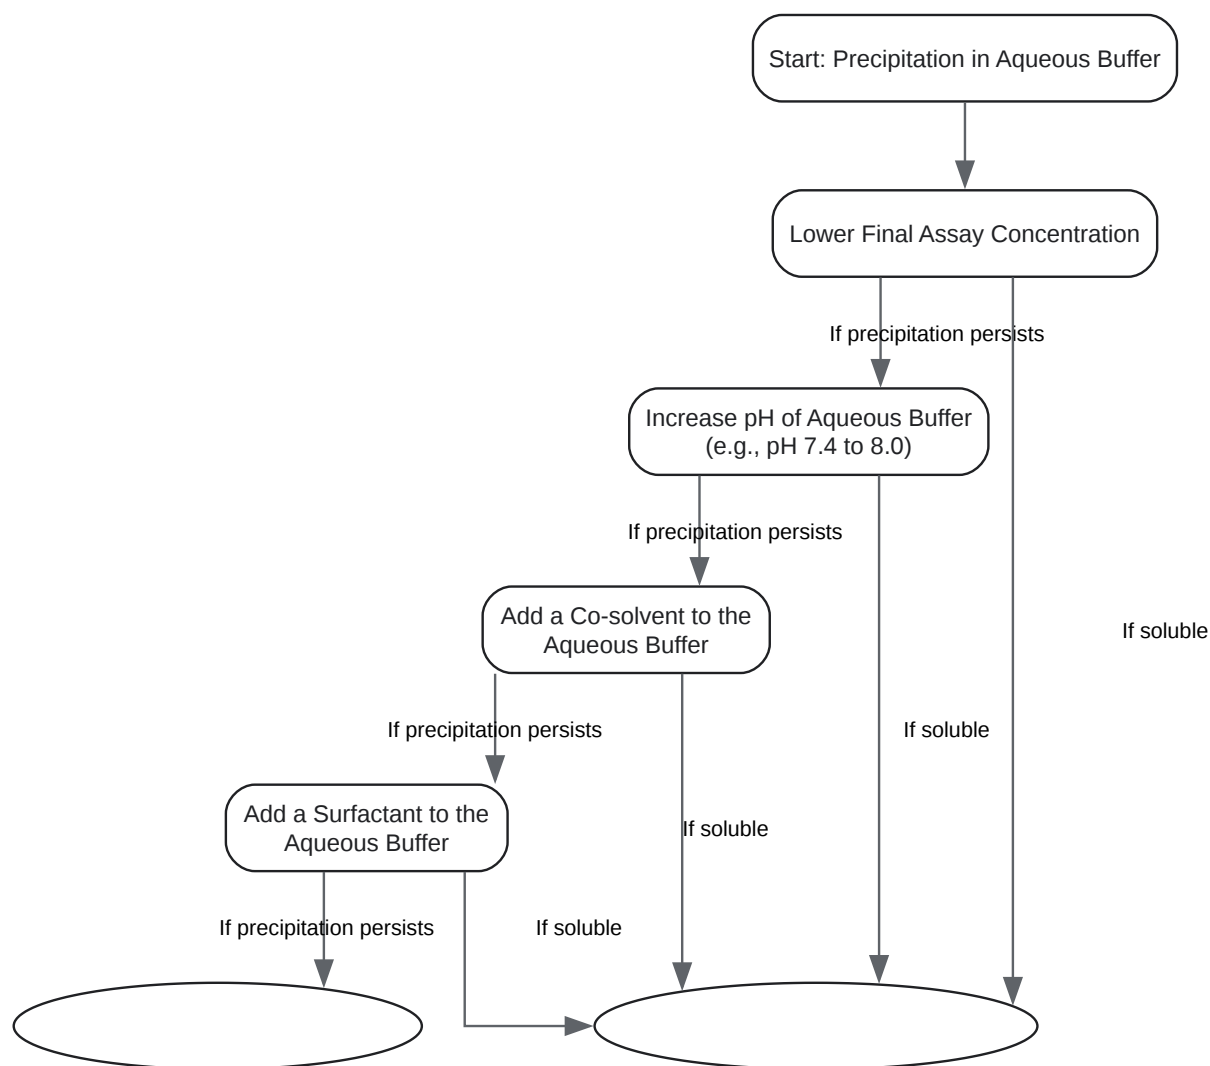 Start: Precipitation in Aqueous Buffer
Lower Final Assay Concentration
If precipitation persists
Increase pH of Aqueous Buffer
(e.g., pH 7.4 to 8.0)
If precipitation persists
Add a Co-solvent to the
Aqueous Buffer
If soluble
If precipitation persists
If soluble
Add a Surfactant to the
Aqueous Buffer
If soluble
If precipitation persists
If soluble